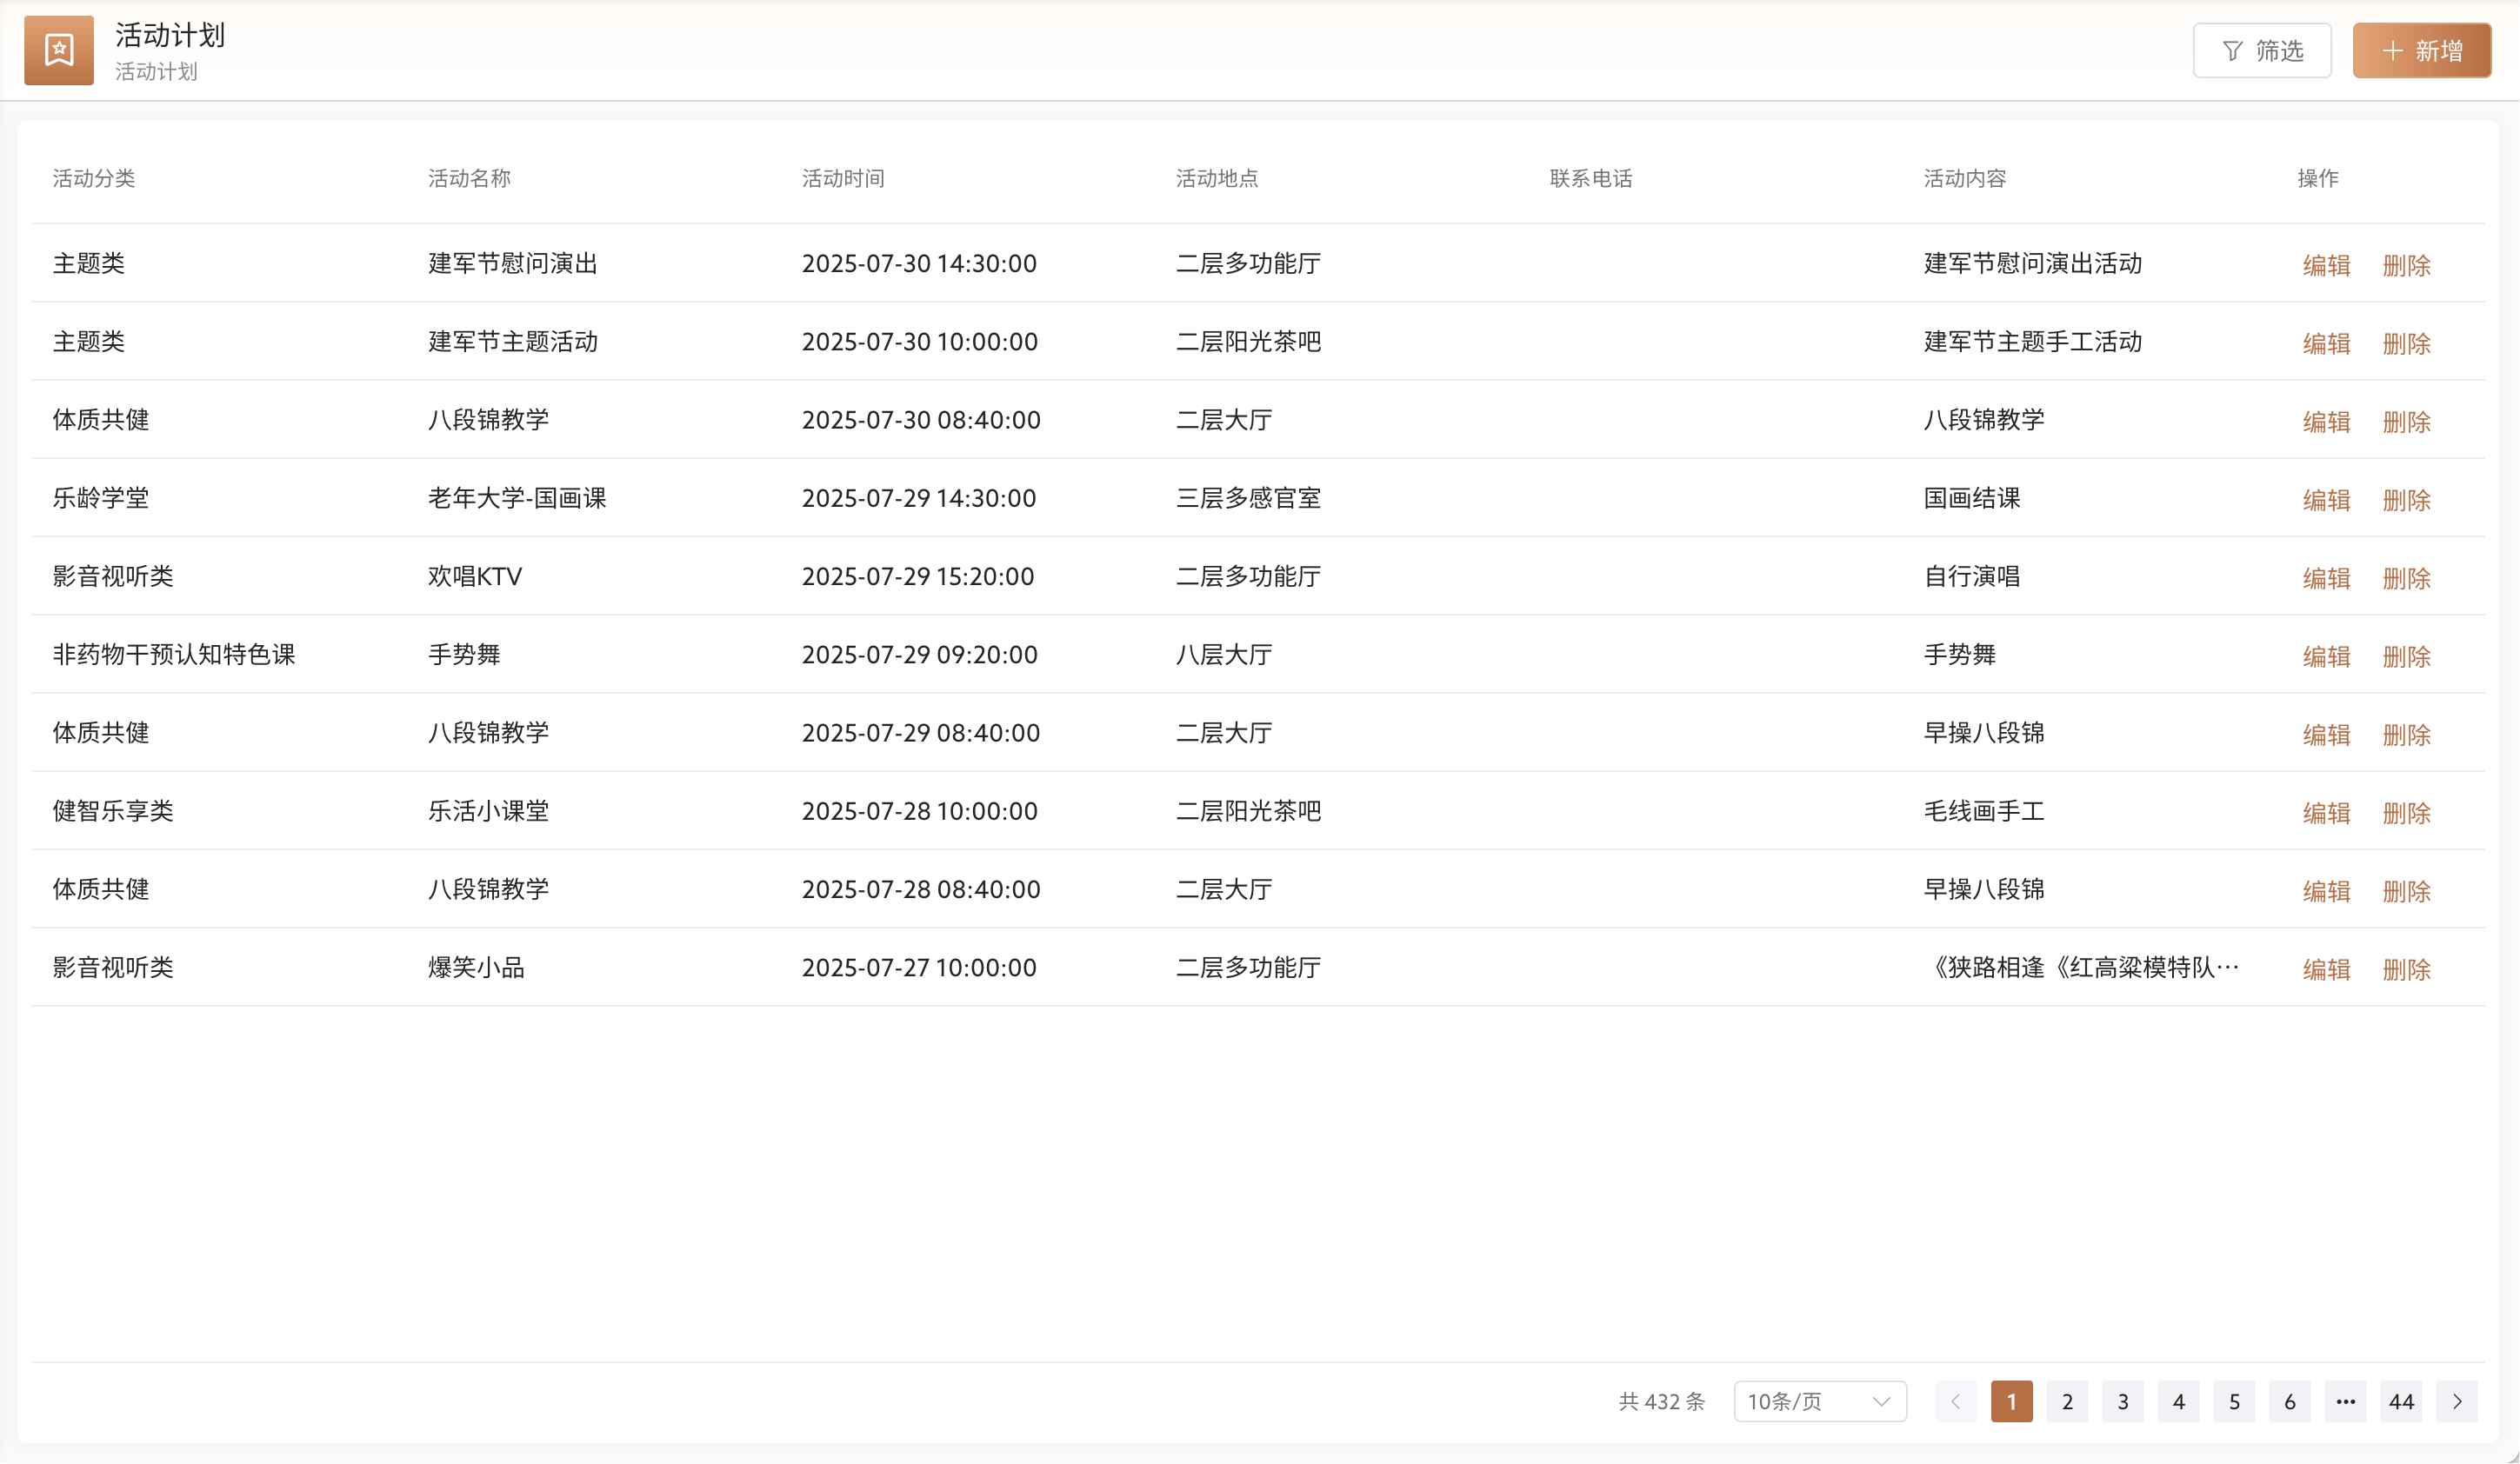 活动计划
活动计划
筛选
新增
活动分类 活动名称 活动时间 活动地点 联系电话 活动内容 操作
主题类 建军节慰问演出 2025-07-30 14:30:00 二层多功能厅 建军节慰问演出活动 编辑 删除
主题类 建军节主题活动 2025-07-30 10:00:00 二层阳光茶吧 建军节主题手工活动 编辑 删除
体质共健 八段锦教学 2025-07-30 08:40:00 二层大厅 八段锦教学 编辑 删除
乐龄学堂 老年大学-国画课 2025-07-29 14:30:00 三层多感官室 国画结课 编辑 删除
影音视听类 欢唱KTV 2025-07-29 15:20:00 二层多功能厅 自行演唱 编辑 删除
非药物干预认知特色课 手势舞 2025-07-29 09:20:00 八层大厅 手势舞 编辑 删除
体质共健 八段锦教学 2025-07-29 08:40:00 二层大厅 早操八段锦 编辑 删除
健智乐享类 乐活小课堂 2025-07-28 10:00:00 二层阳光茶吧 毛线画手工 编辑 删除
体质共健 八段锦教学 2025-07-28 08:40:00 二层大厅 早操八段锦 编辑 删除
影音视听类 爆笑小品 2025-07-27 10:00:00 二层多功能厅 《狭路相逢《红高粱模特队… 编辑 删除
共 432 条 10条/页 1 2 3 4 5 6 ••• 44